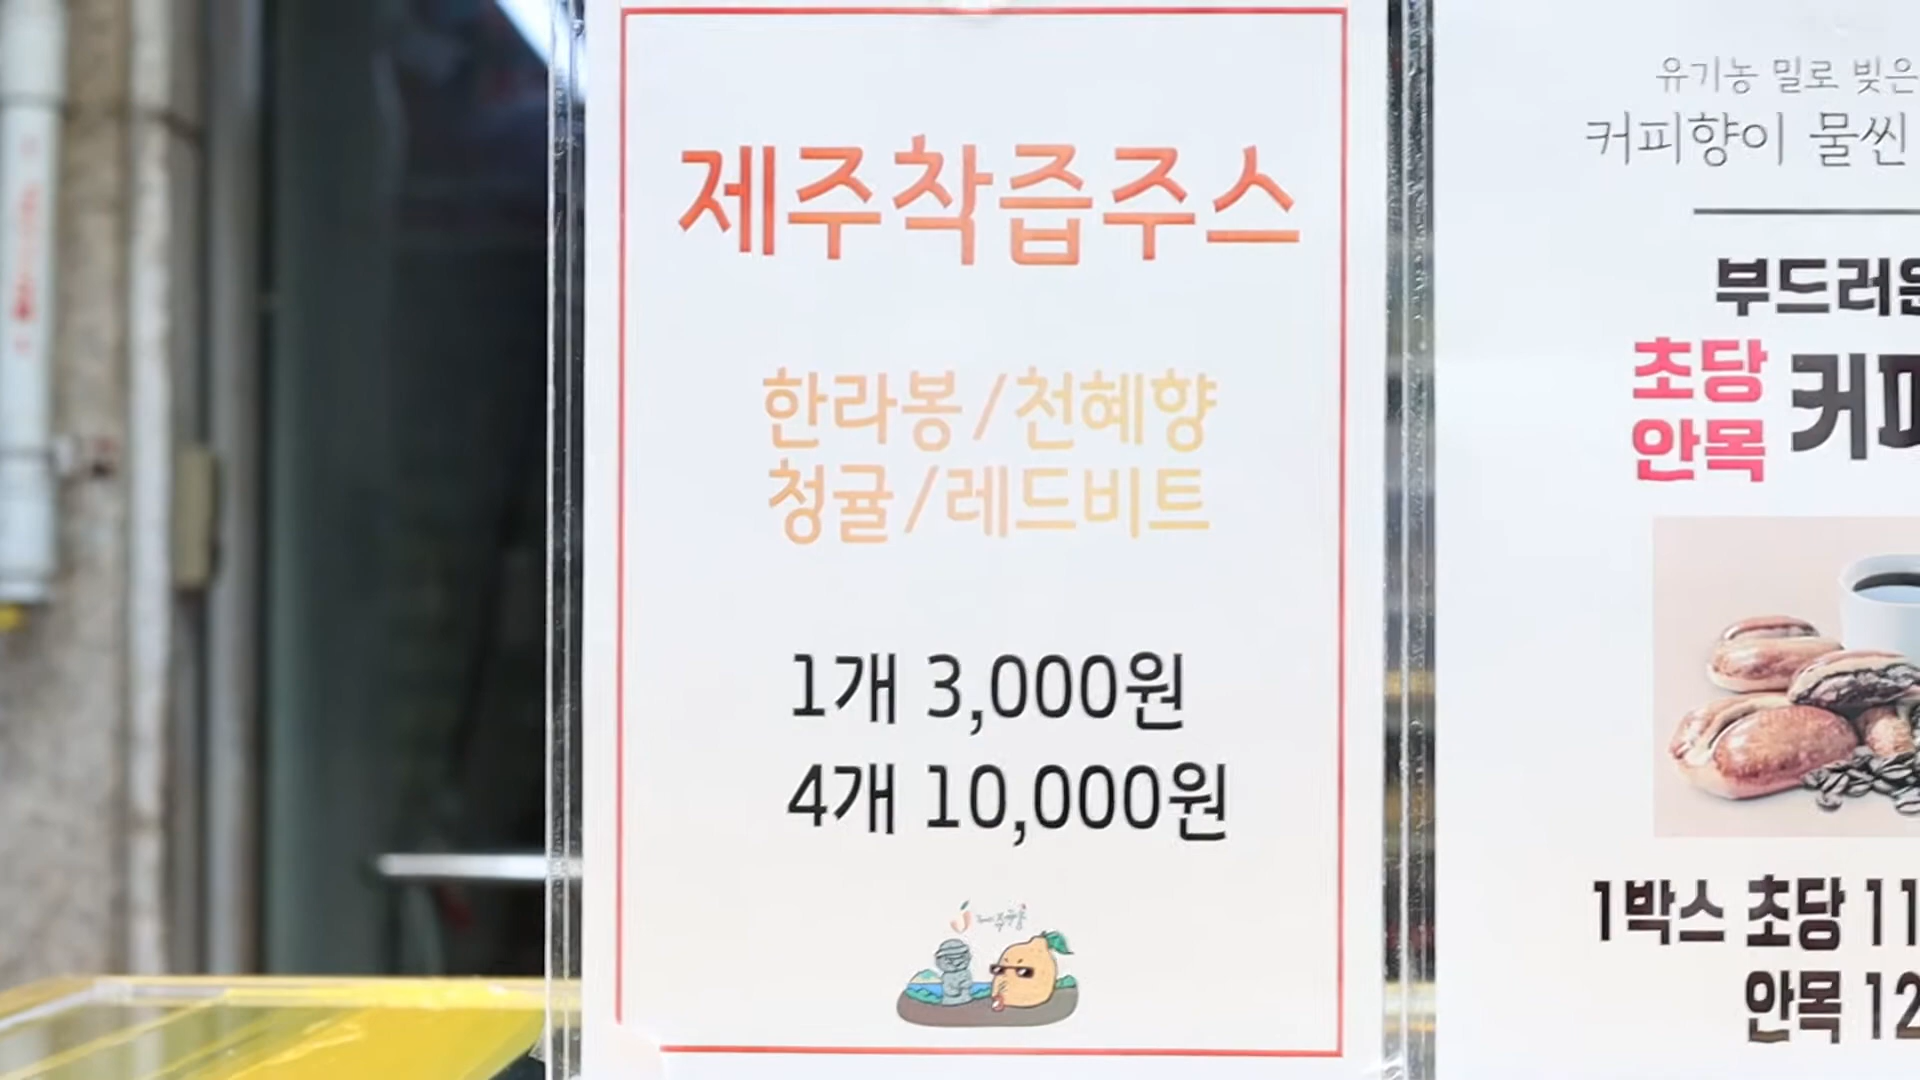 제주착즙주스
한라봉/천혜향
청귤/레드비트
1개 3,000원
4개 10,000원
유기농 밀로 빚은
커피향이 물씬
부드러운
초당
안목
1박스 초당 11
안목 12